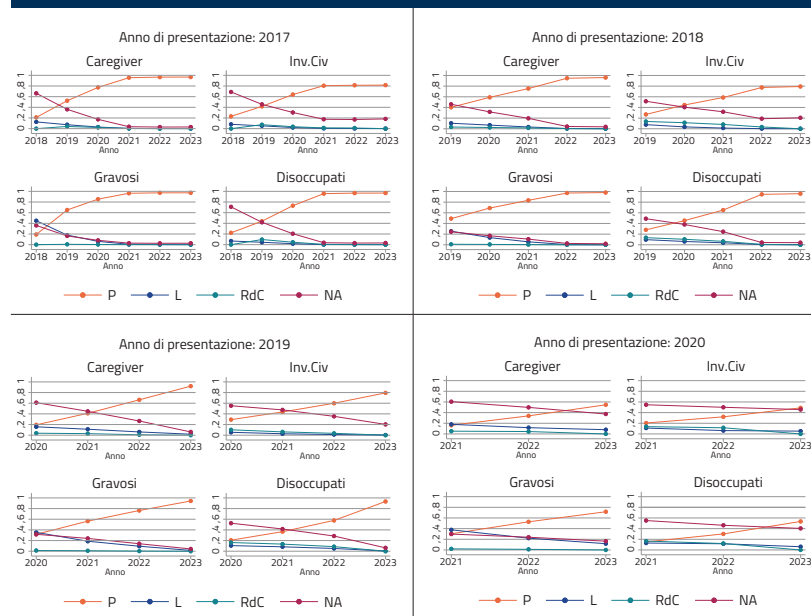 Anno di presentazione: 2017
Caregiver Inv.Civ
0 ,2 ,4 ,6 ,8 1 0 ,2 ,4 ,6 ,8 1
2018 2019 2020 2021 2022 2023 2018 2019 2020 2021 2022 2023
Anno Anno
Gravosi Disoccupati
0 ,2 ,4 ,6 ,8 1 0 ,2 ,4 ,6 ,8 1
2018 2019 2020 2021 2022 2023 2018 2019 2020 2021 2022 2023
Anno Anno
P L RdC NA
Anno di presentazione: 2018
Caregiver Inv.Civ
0 ,2 ,4 ,6 ,8 1 0 ,2 ,4 ,6 ,8 1
2019 2020 2021 2022 2023 2019 2020 2021 2022 2023
Anno Anno
Gravosi Disoccupati
0 ,2 ,4 ,6 ,8 1 0 ,2 ,4 ,6 ,8 1
2019 2020 2021 2022 2023 2019 2020 2021 2022 2023
Anno Anno
P L RdC NA
Anno di presentazione: 2019
Caregiver Inv.Civ
0 ,2 ,4 ,6 ,8 1 0 ,2 ,4 ,6 ,8 1
2020 2021 2022 2023 2020 2021 2022 2023
Anno Anno
Gravosi Disoccupati
0 ,2 ,4 ,6 ,8 1 0 ,2 ,4 ,6 ,8 1
2020 2021 2022 2023 2020 2021 2022 2023
Anno Anno
P L RdC NA
Anno di presentazione: 2020
Caregiver Inv.Civ
0 ,2 ,4 ,6 ,8 1 0 ,2 ,4 ,6 ,8 1
2021 2022 2023 2021 2022 2023
Anno Anno
Gravosi Disoccupati
0 ,2 ,4 ,6 ,8 1 0 ,2 ,4 ,6 ,8 1
2021 2022 2023 2021 2022 2023
Anno Anno
P L RdC NA